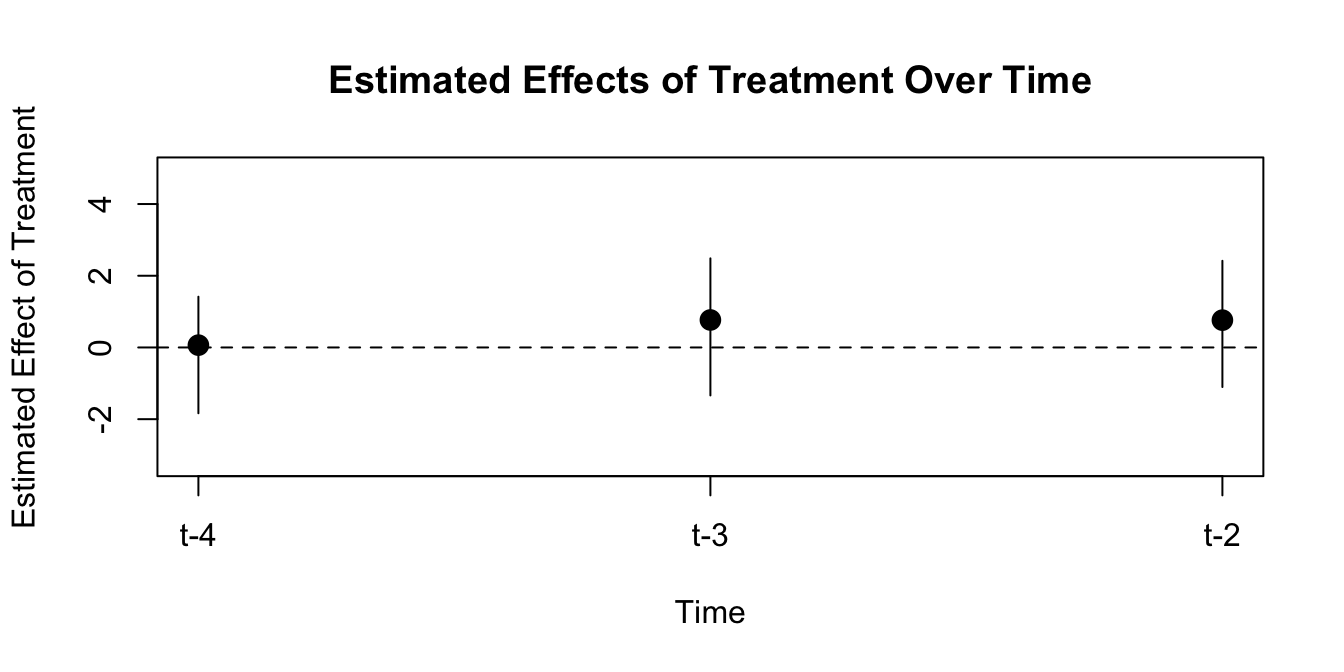 Estimated Effects of Treatment Over Time
Estimated Effect of Treatment
4
2
0
-2
t-4
t-3
t-2
Time